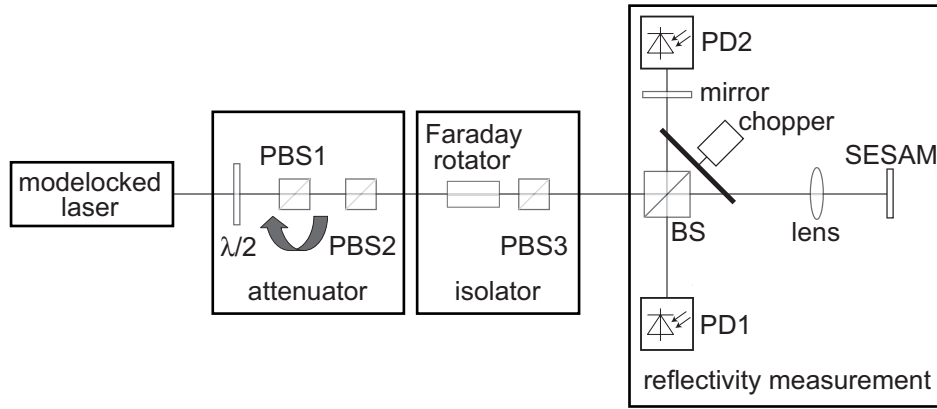 modelocked
laser
λ/2
PBS1
PBS2
attenuator
Faraday
rotator
PBS3
isolator
PD2
mirror
chopper
SESAM
BS
lens
PD1
reflectivity measurement